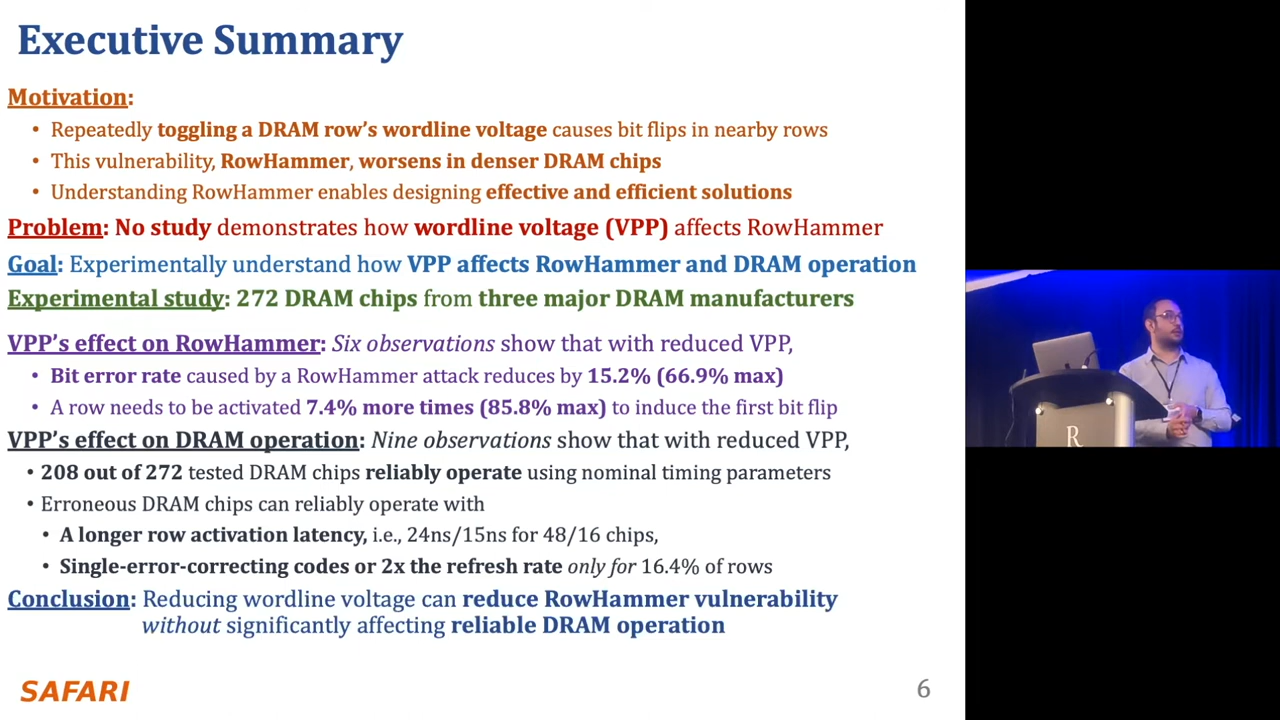 Executive Summary
Motivation:
• Repeatedly toggling a DRAM row's wordline voltage causes bit flips in nearby rows
• This vulnerability, RowHammer, worsens in denser DRAM chips
• Understanding RowHammer enables designing effective and efficient solutions
Problem: No study demonstrates how wordline voltage (VPP) affects RowHammer
Goal: Experimentally understand how VPP affects RowHammer and DRAM operation
Experimental study: 272 DRAM chips from three major DRAM manufacturers
VPP's effect on RowHammer: Six observations show that with reduced VPP,
• Bit error rate caused by a RowHammer attack reduces by 15.2% (66.9% max)
• A row needs to be activated 7.4% more times (85.8% max) to induce the first bit flip
VPP's effect on DRAM operation: Nine observations show that with reduced VPP,
• 208 out of 272 tested DRAM chips reliably operate using nominal timing parameters
• Erroneous DRAM chips can reliably operate with
• A longer row activation latency, i.e., 24ns/15ns for 48/16 chips,
• Single-error-correcting codes or 2x the refresh rate only for 16.4% of rows
Conclusion: Reducing wordline voltage can reduce RowHammer vulnerability
without significantly affecting reliable DRAM operation
SAFARI
6
R